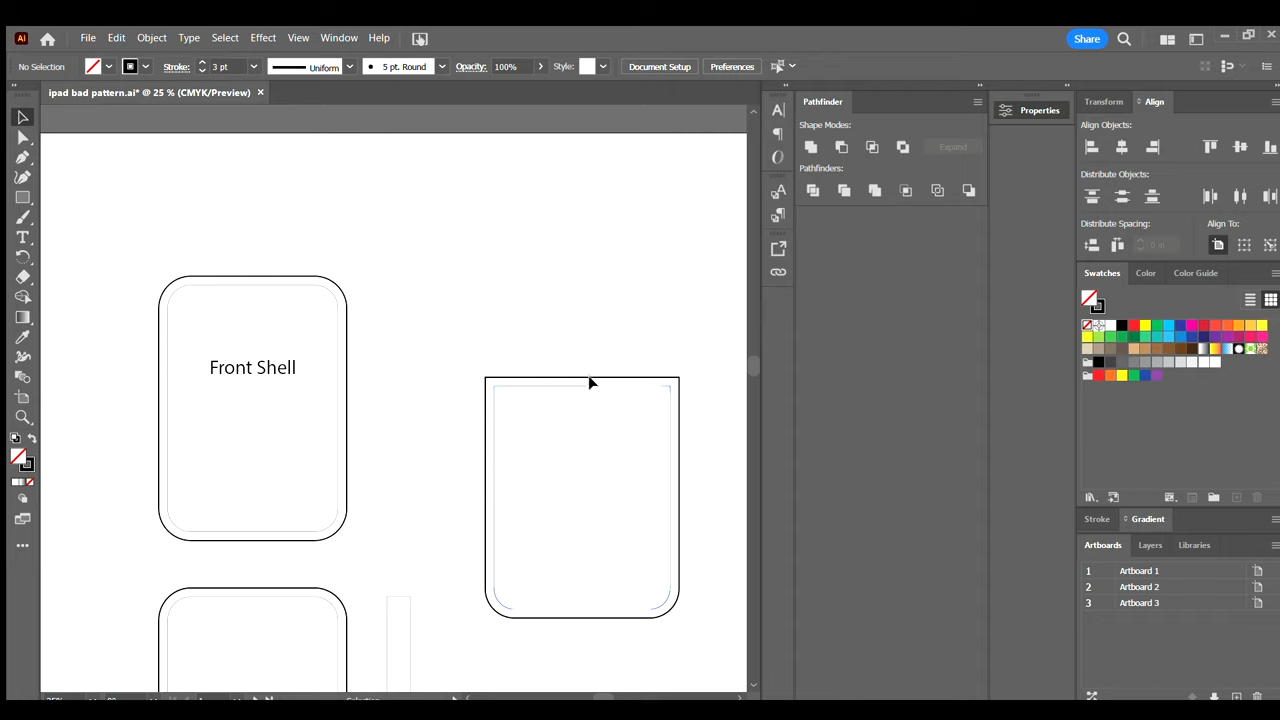 Ai File Edit Object Type Select Effect View Window Help Share
No Selection Stroke: 3 pt Uniform 5 pt. Round Opacity: 100% Style: Document Setup Preferences
ipad bad pattern.ai* @ 25 % (CMYK/Preview) ×
Pathfinder
Shape Modes:
Expand
Pathfinders:
Properties
Transform Align
Align Objects:
Distribute Objects:
Distribute Spacing: Align To:
0 in
Swatches Color Color Guide
Stroke Gradient
Artboards Layers Libraries
1 Artboard 1
2 Artboard 2
3 Artboard 3
Front Shell